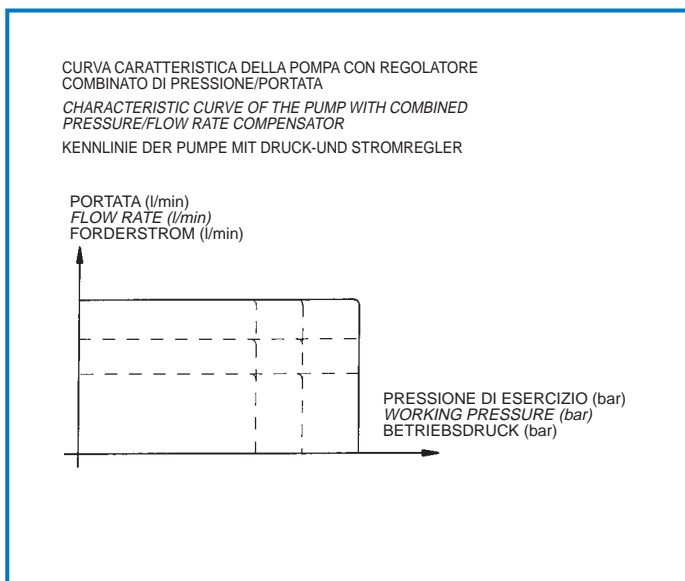 CURVA CARATTERISTICA DELLA POMPA CON REGOLATORE
COMBINATO DI PRESSIONE/PORTATA
CHARACTERISTIC CURVE OF THE PUMP WITH COMBINED
PRESSURE/FLOW RATE COMPENSATOR
KENNLINIE DER PUMPE MIT DRUCK-UND STROMREGLER
PORTATA (l/min)
FLOW RATE (l/min)
FORDERSTROM (l/min)
PRESSIONE DI ESERCIZIO (bar)
WORKING PRESSURE (bar)
BETRIEBSDRUCK (bar)